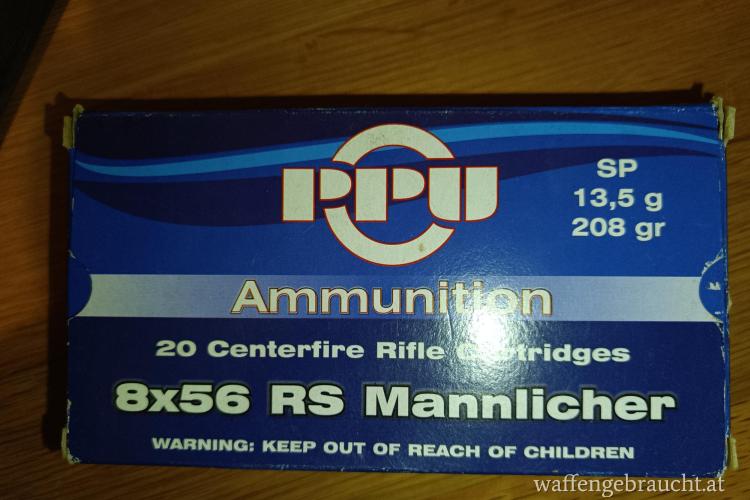 PPU
SP
13,5 g
208 gr
Ammunition
20 Centerfire Rifle Cartridges
8x56 RS Mannlicher
WARNING: KEEP OUT OF REACH OF CHILDREN
waffengebraucht.at